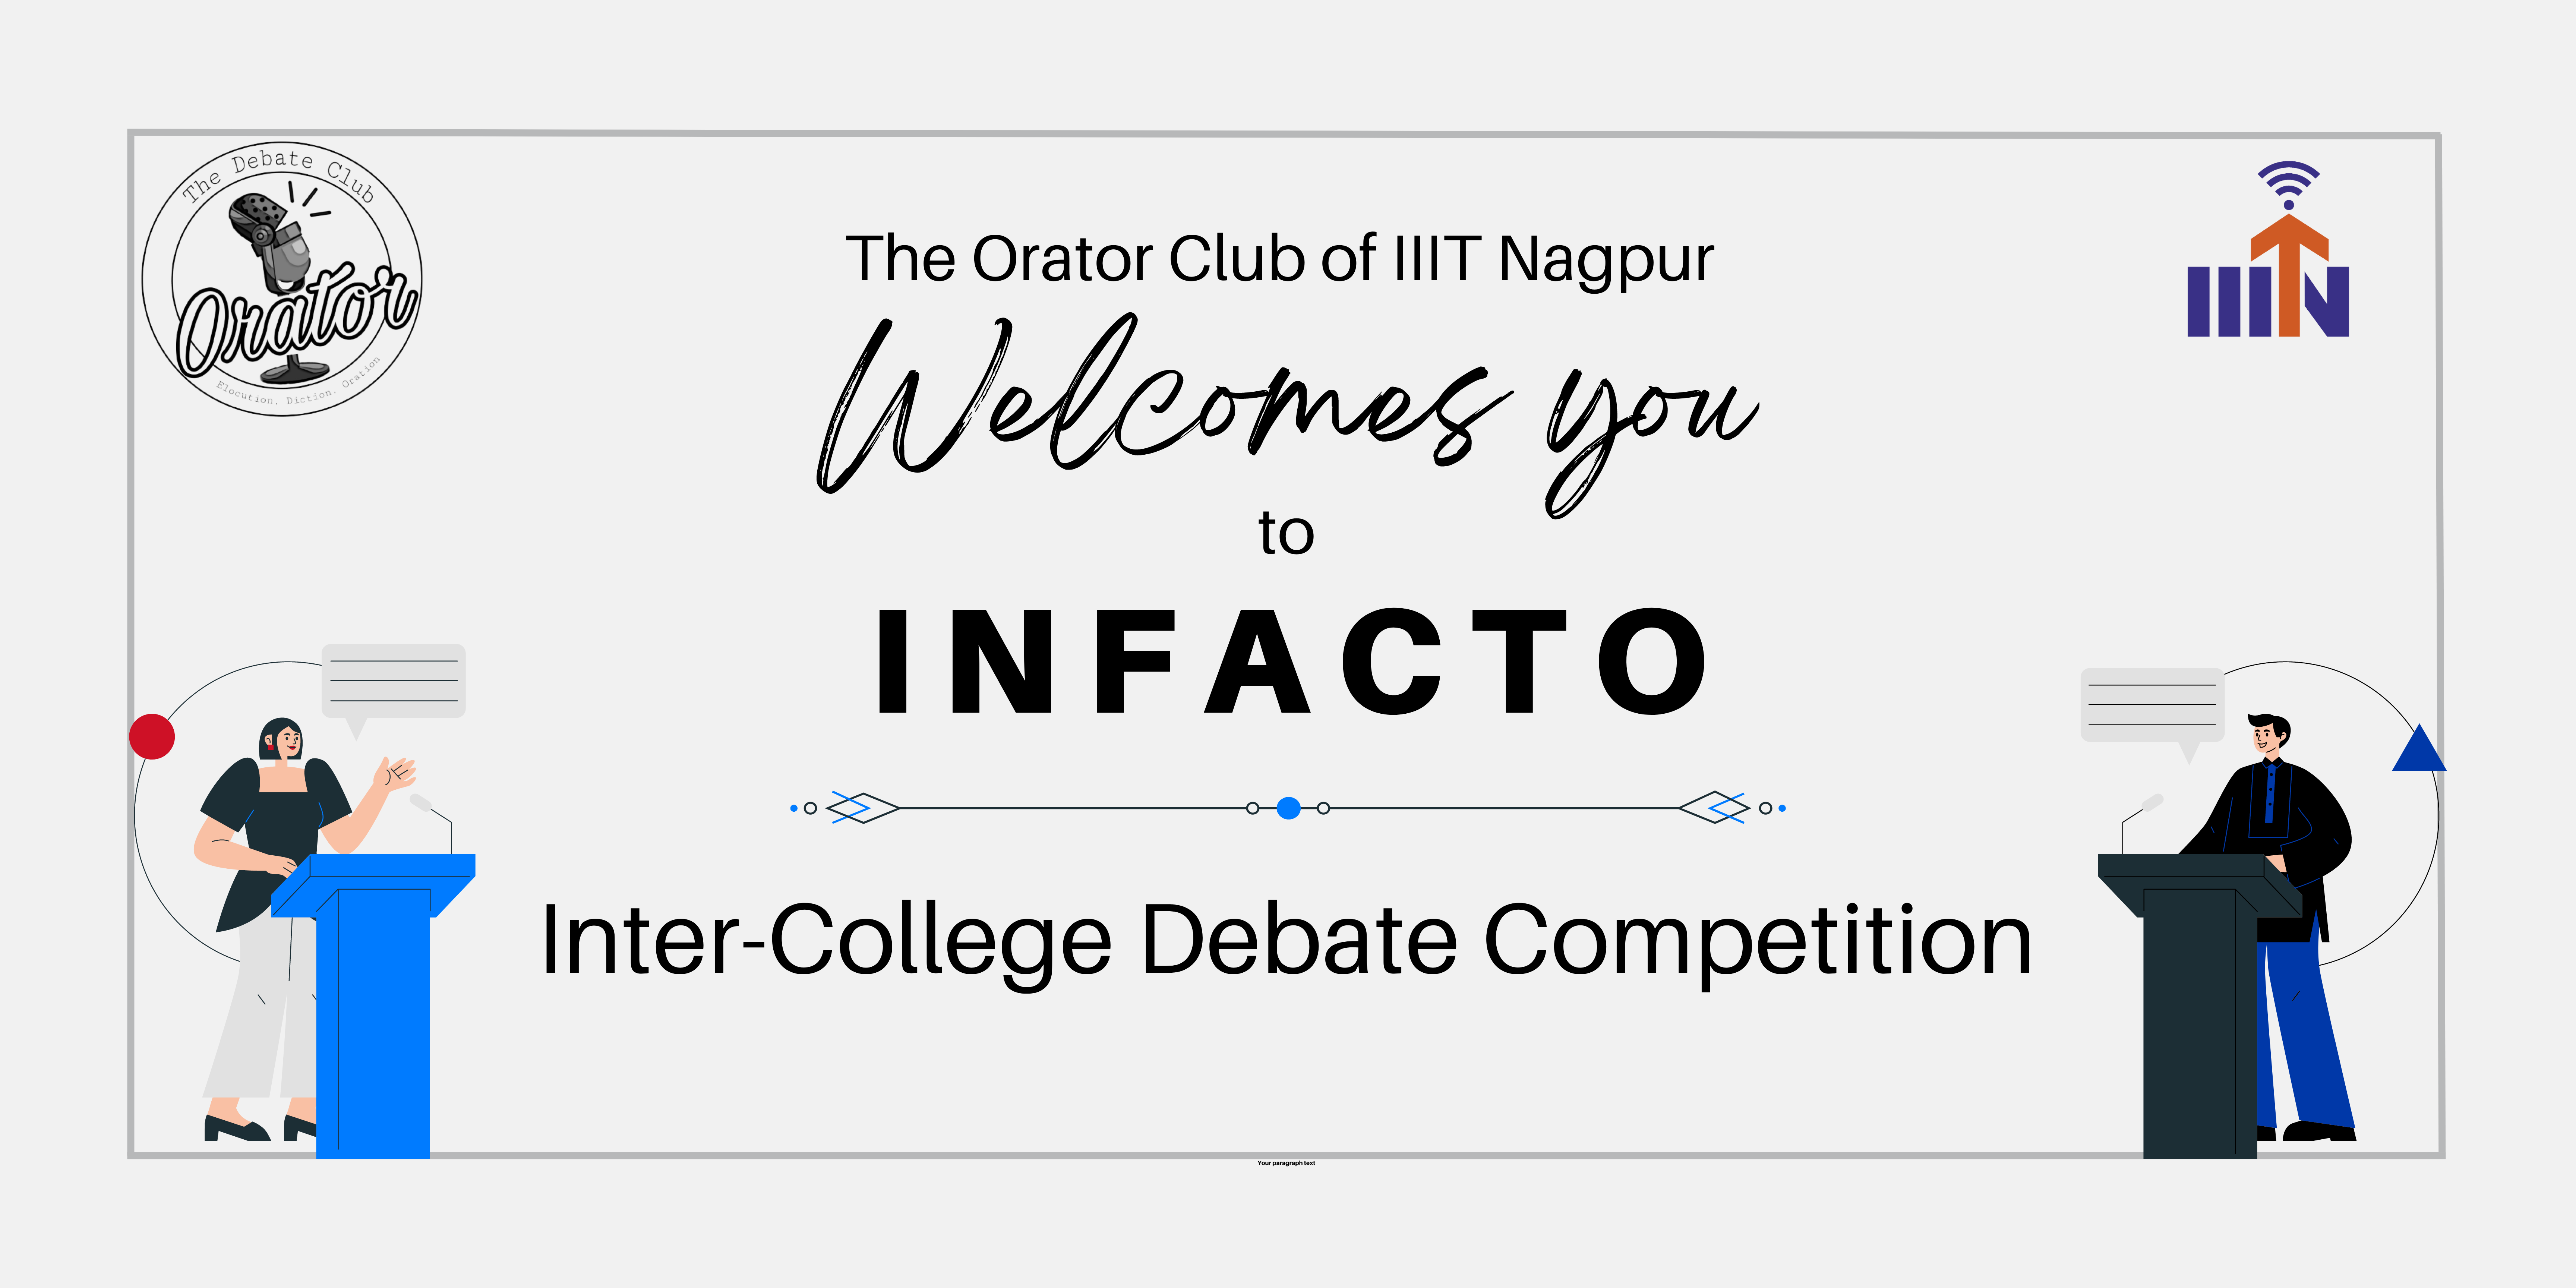 The Debate Club
Orator
Elocution. Diction. Oration
IIITN
The Orator Club of IIIT Nagpur
Welcomes you
to
INFACTO
Inter-College Debate Competition
Your paragraph text